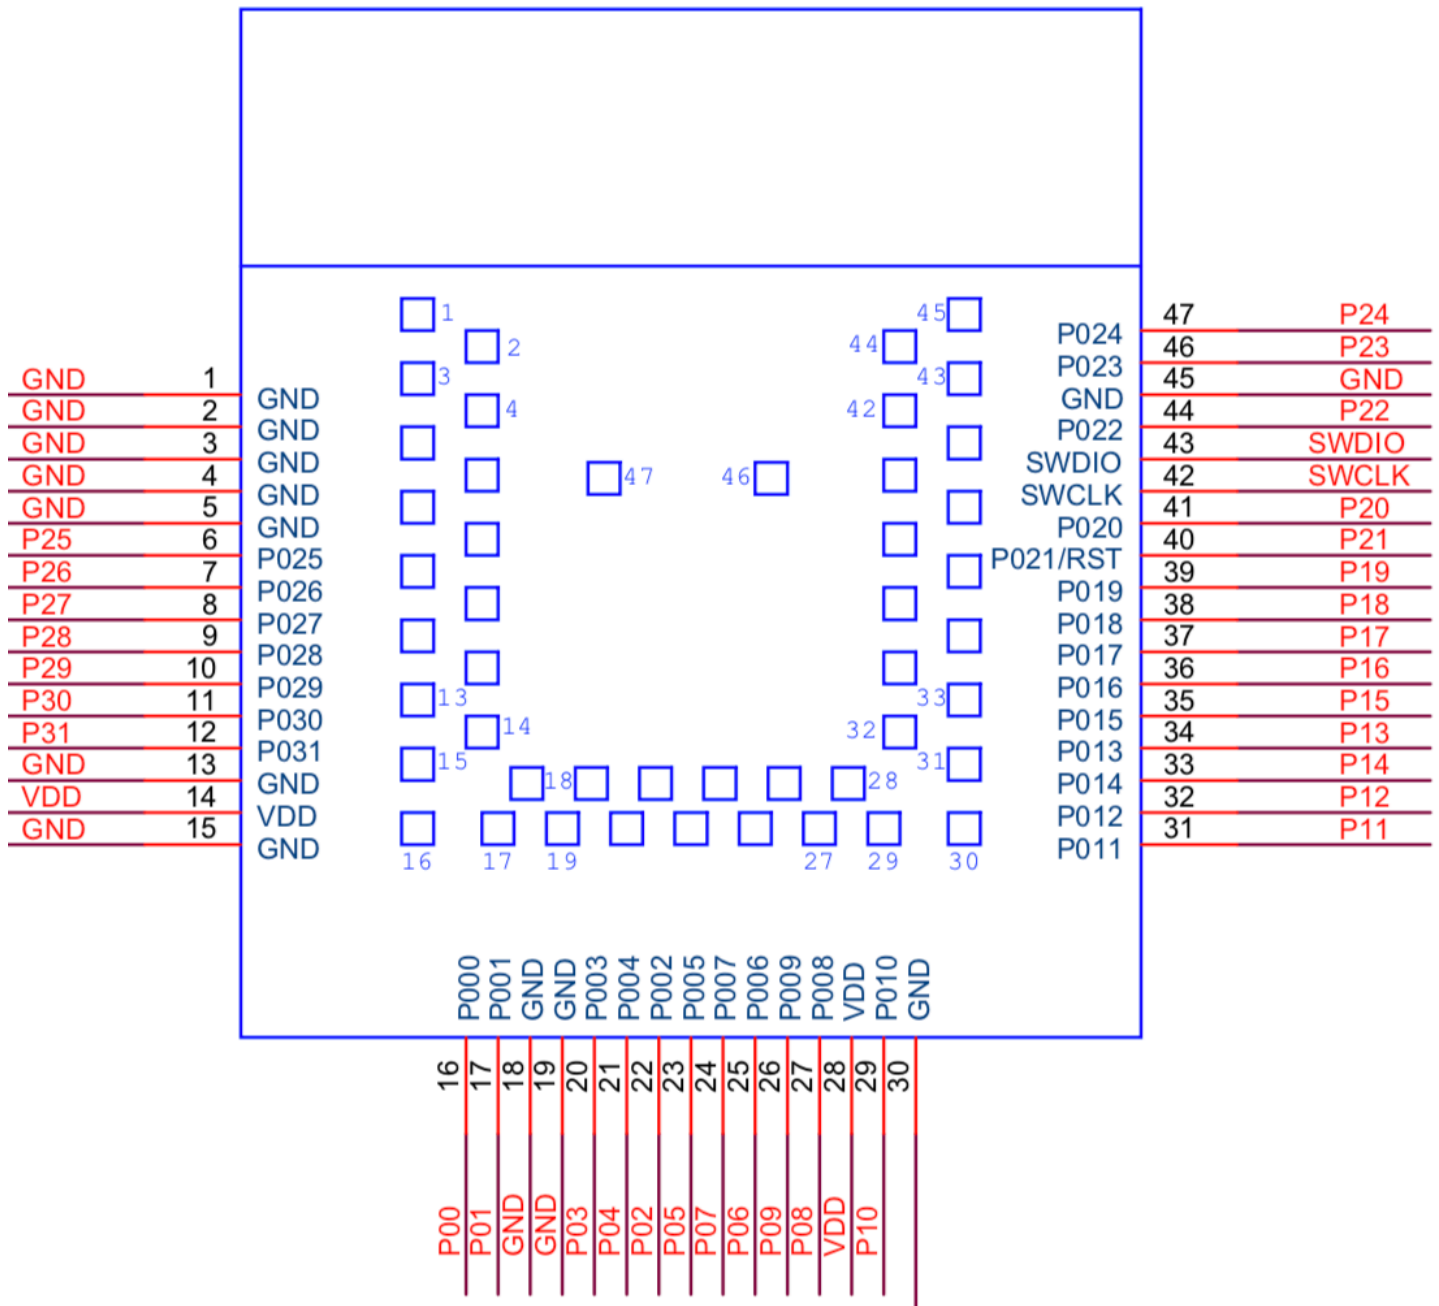 GND 1 GND
GND 2 GND
GND 3 GND
GND 4 GND
GND 5 GND
P25 6 P025
P26 7 P026
P27 8 P027
P28 9 P028
P29 10 P029
P30 11 P030
P31 12 P031
GND 13 GND
VDD 14 VDD
GND 15 GND
1
2
3
4
47
13
14
15
16
17
18
19
27
28
29
30
31
32
33
46
42
43
44
45
P024 47 P24
P023 46 P23
GND 45 GND
P022 44 P22
SWDIO 43 SWDIO
SWCLK 42 SWCLK
P020 41 P20
P021/RST 40 P21
P019 39 P19
P018 38 P18
P017 37 P17
P016 36 P16
P015 35 P15
P013 34 P13
P014 33 P14
P012 32 P12
P011 31 P11
P000 16 P00
P001 17 P01
GND 18 GND
GND 19 GND
P003 20 P03
P004 21 P04
P002 22 P02
P005 23 P05
P007 24 P07
P006 25 P06
P009 26 P09
P008 27 P08
VDD 28 VDD
P010 29 P10
GND 30